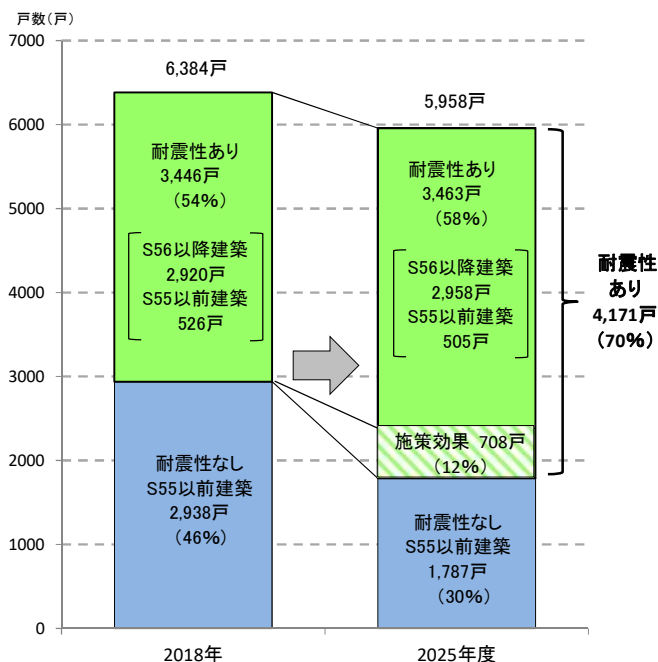 戸数(戸)
7000
6000
5000
4000
3000
2000
1000
0
6,384戸
耐震性あり
3,446戸
(54%)
S56以降建築
2,920戸
S55以前建築
526戸
耐震性なし
S55以前建築
2,938戸
(46%)
2018年
5,958戸
耐震性あり
3,463戸
(58%)
S56以降建築
2,958戸
S55以前建築
505戸
施策効果 708戸
(12%)
耐震性なし
S55以前建築
1,787戸
(30%)
2025年度
耐震性
あり
4,171戸
(70%)